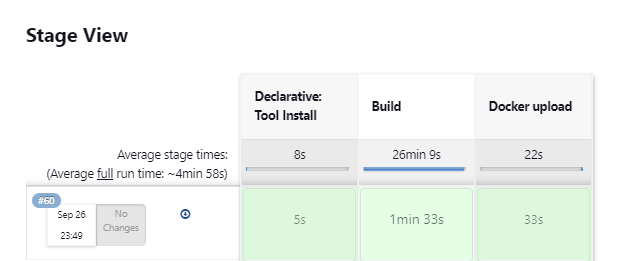 Stage View
Declarative:
Tool Install
Build
Docker upload
Average stage times:
8s
26min 9s
22s
(Average full run time: ~4min 58s)
#60
Sep 26
23:49
No
Changes
5s
1min 33s
33s